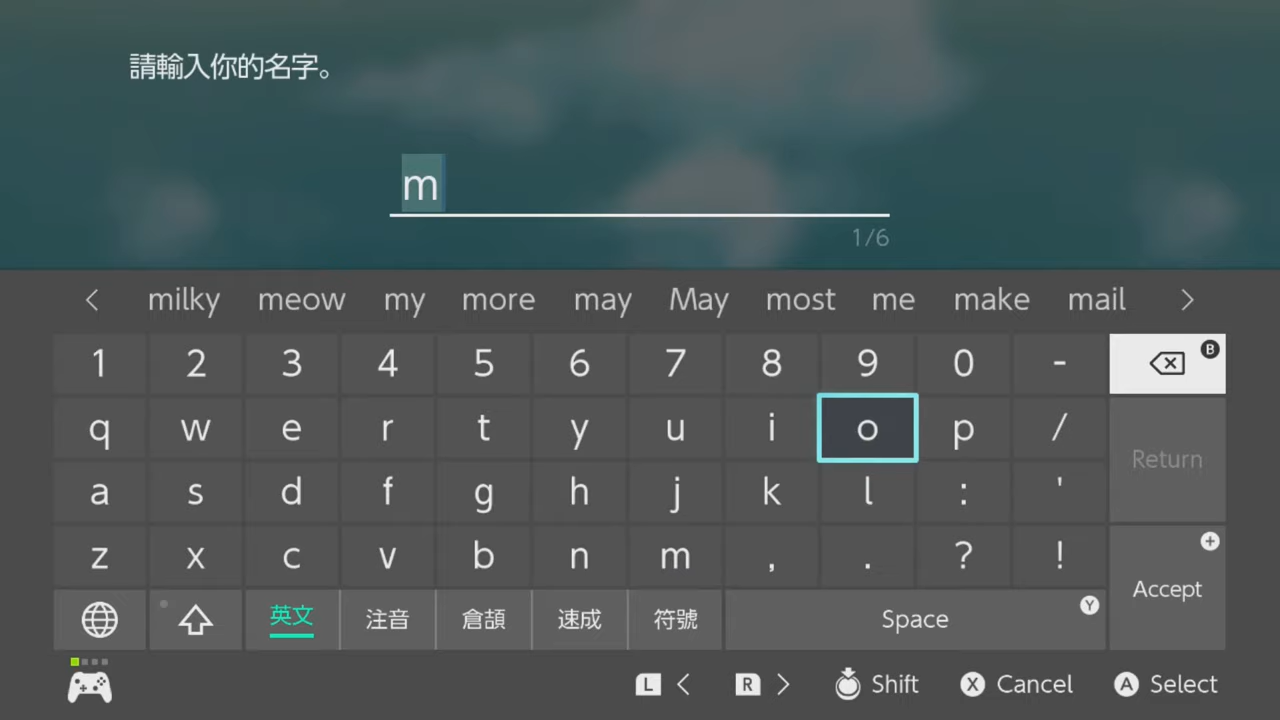 請輸入你的名字。
m
1/6
milky meow my more may May most me make mail
1 2 3 4 5 6 7 8 9 0 - B
q w e r t y u i o p / Return
a s d f g h j k l : '
z x c v b n m , . ? ! + Accept
英文 注音 倉頡 速成 符號 Space Y
L R Shift X Cancel A Select